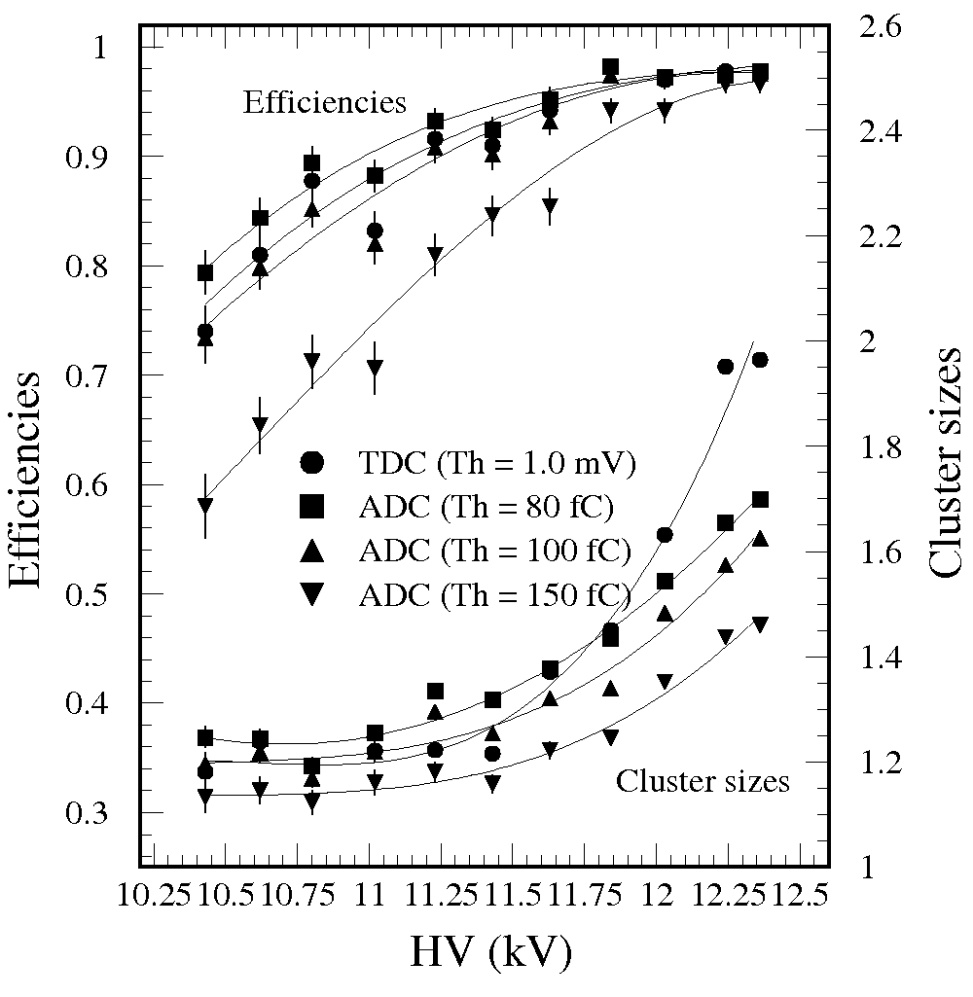 1
0.9
0.8
0.7
0.6
0.5
0.4
0.3
Efficiencies
Efficiencies
TDC (Th = 1.0 mV)
ADC (Th = 80 fC)
ADC (Th = 100 fC)
ADC (Th = 150 fC)
Cluster sizes
2.6
2.4
2.2
2
1.8
1.6
1.4
1.2
1
Cluster sizes
10.25 10.5 10.75 11 11.25 11.5 11.75 12 12.25 12.5
HV (kV)